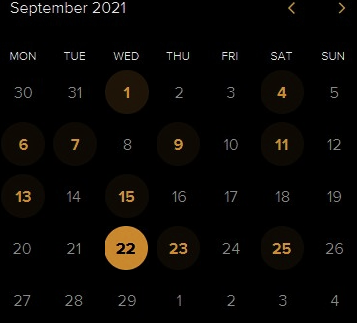 September 2021
MON TUE WED THU FRI SAT SUN
30 31 1 2 3 4 5
6 7 8 9 10 11 12
13 14 15 16 17 18 19
20 21 22 23 24 25 26
27 28 29 1 2 3 4